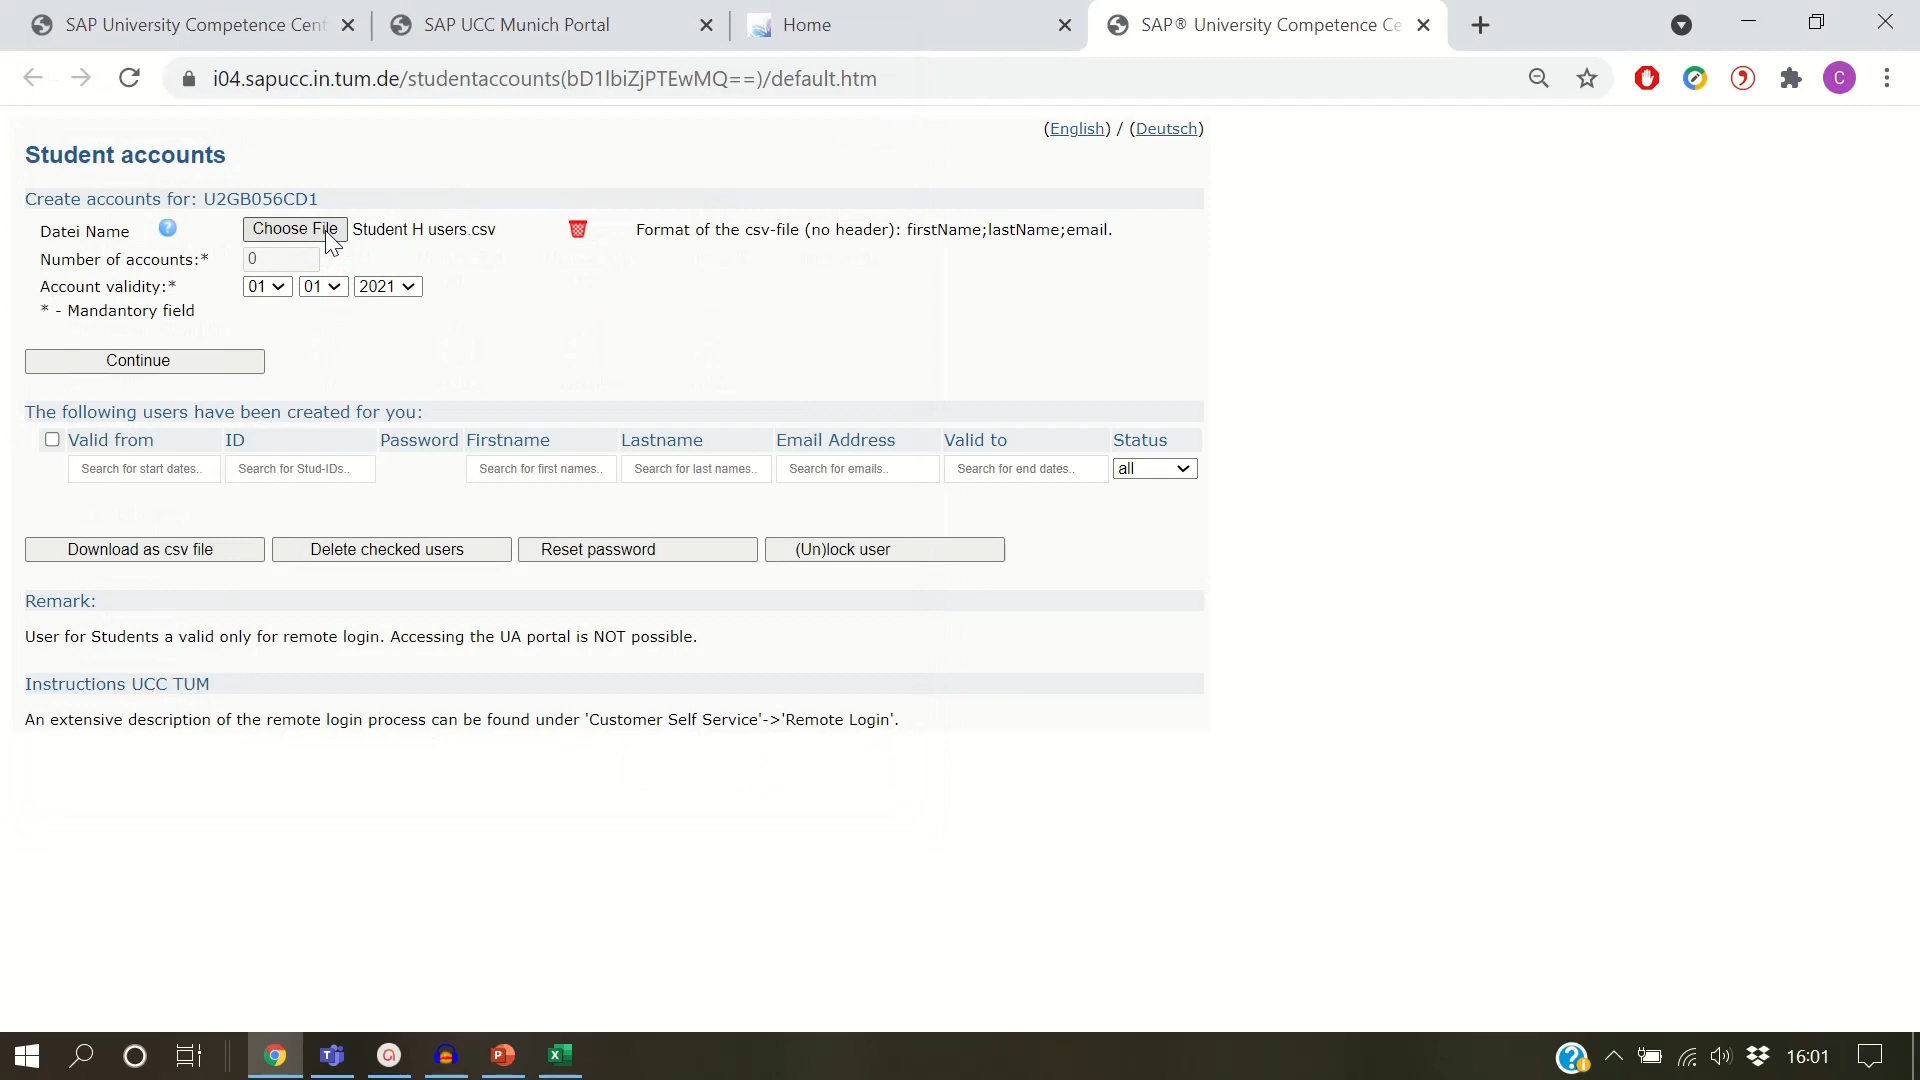 SAP University Competence Cent
SAP UCC Munich Portal
Home
SAP® University Competence Ce
i04.sapucc.in.tum.de/studentaccounts(bD1lbiZjPTEwMQ==)/default.htm
C
(English) / (Deutsch)
Student accounts
Create accounts for: U2GB056CD1
Datei Name ? Choose File Student H users.csv Format of the csv-file (no header): firstName;lastName;email.
Number of accounts:* 0
Account validity:* 01 01 2021
* - Mandantory field
Continue
The following users have been created for you:
Valid from ID Password Firstname Lastname Email Address Valid to Status
Search for start dates.. Search for Stud-IDs.. Search for first names.. Search for last names.. Search for emails.. Search for end dates.. all
Download as csv file Delete checked users Reset password (Un)lock user
Remark:
User for Students a valid only for remote login. Accessing the UA portal is NOT possible.
Instructions UCC TUM
An extensive description of the remote login process can be found under 'Customer Self Service'->'Remote Login'.
16:01